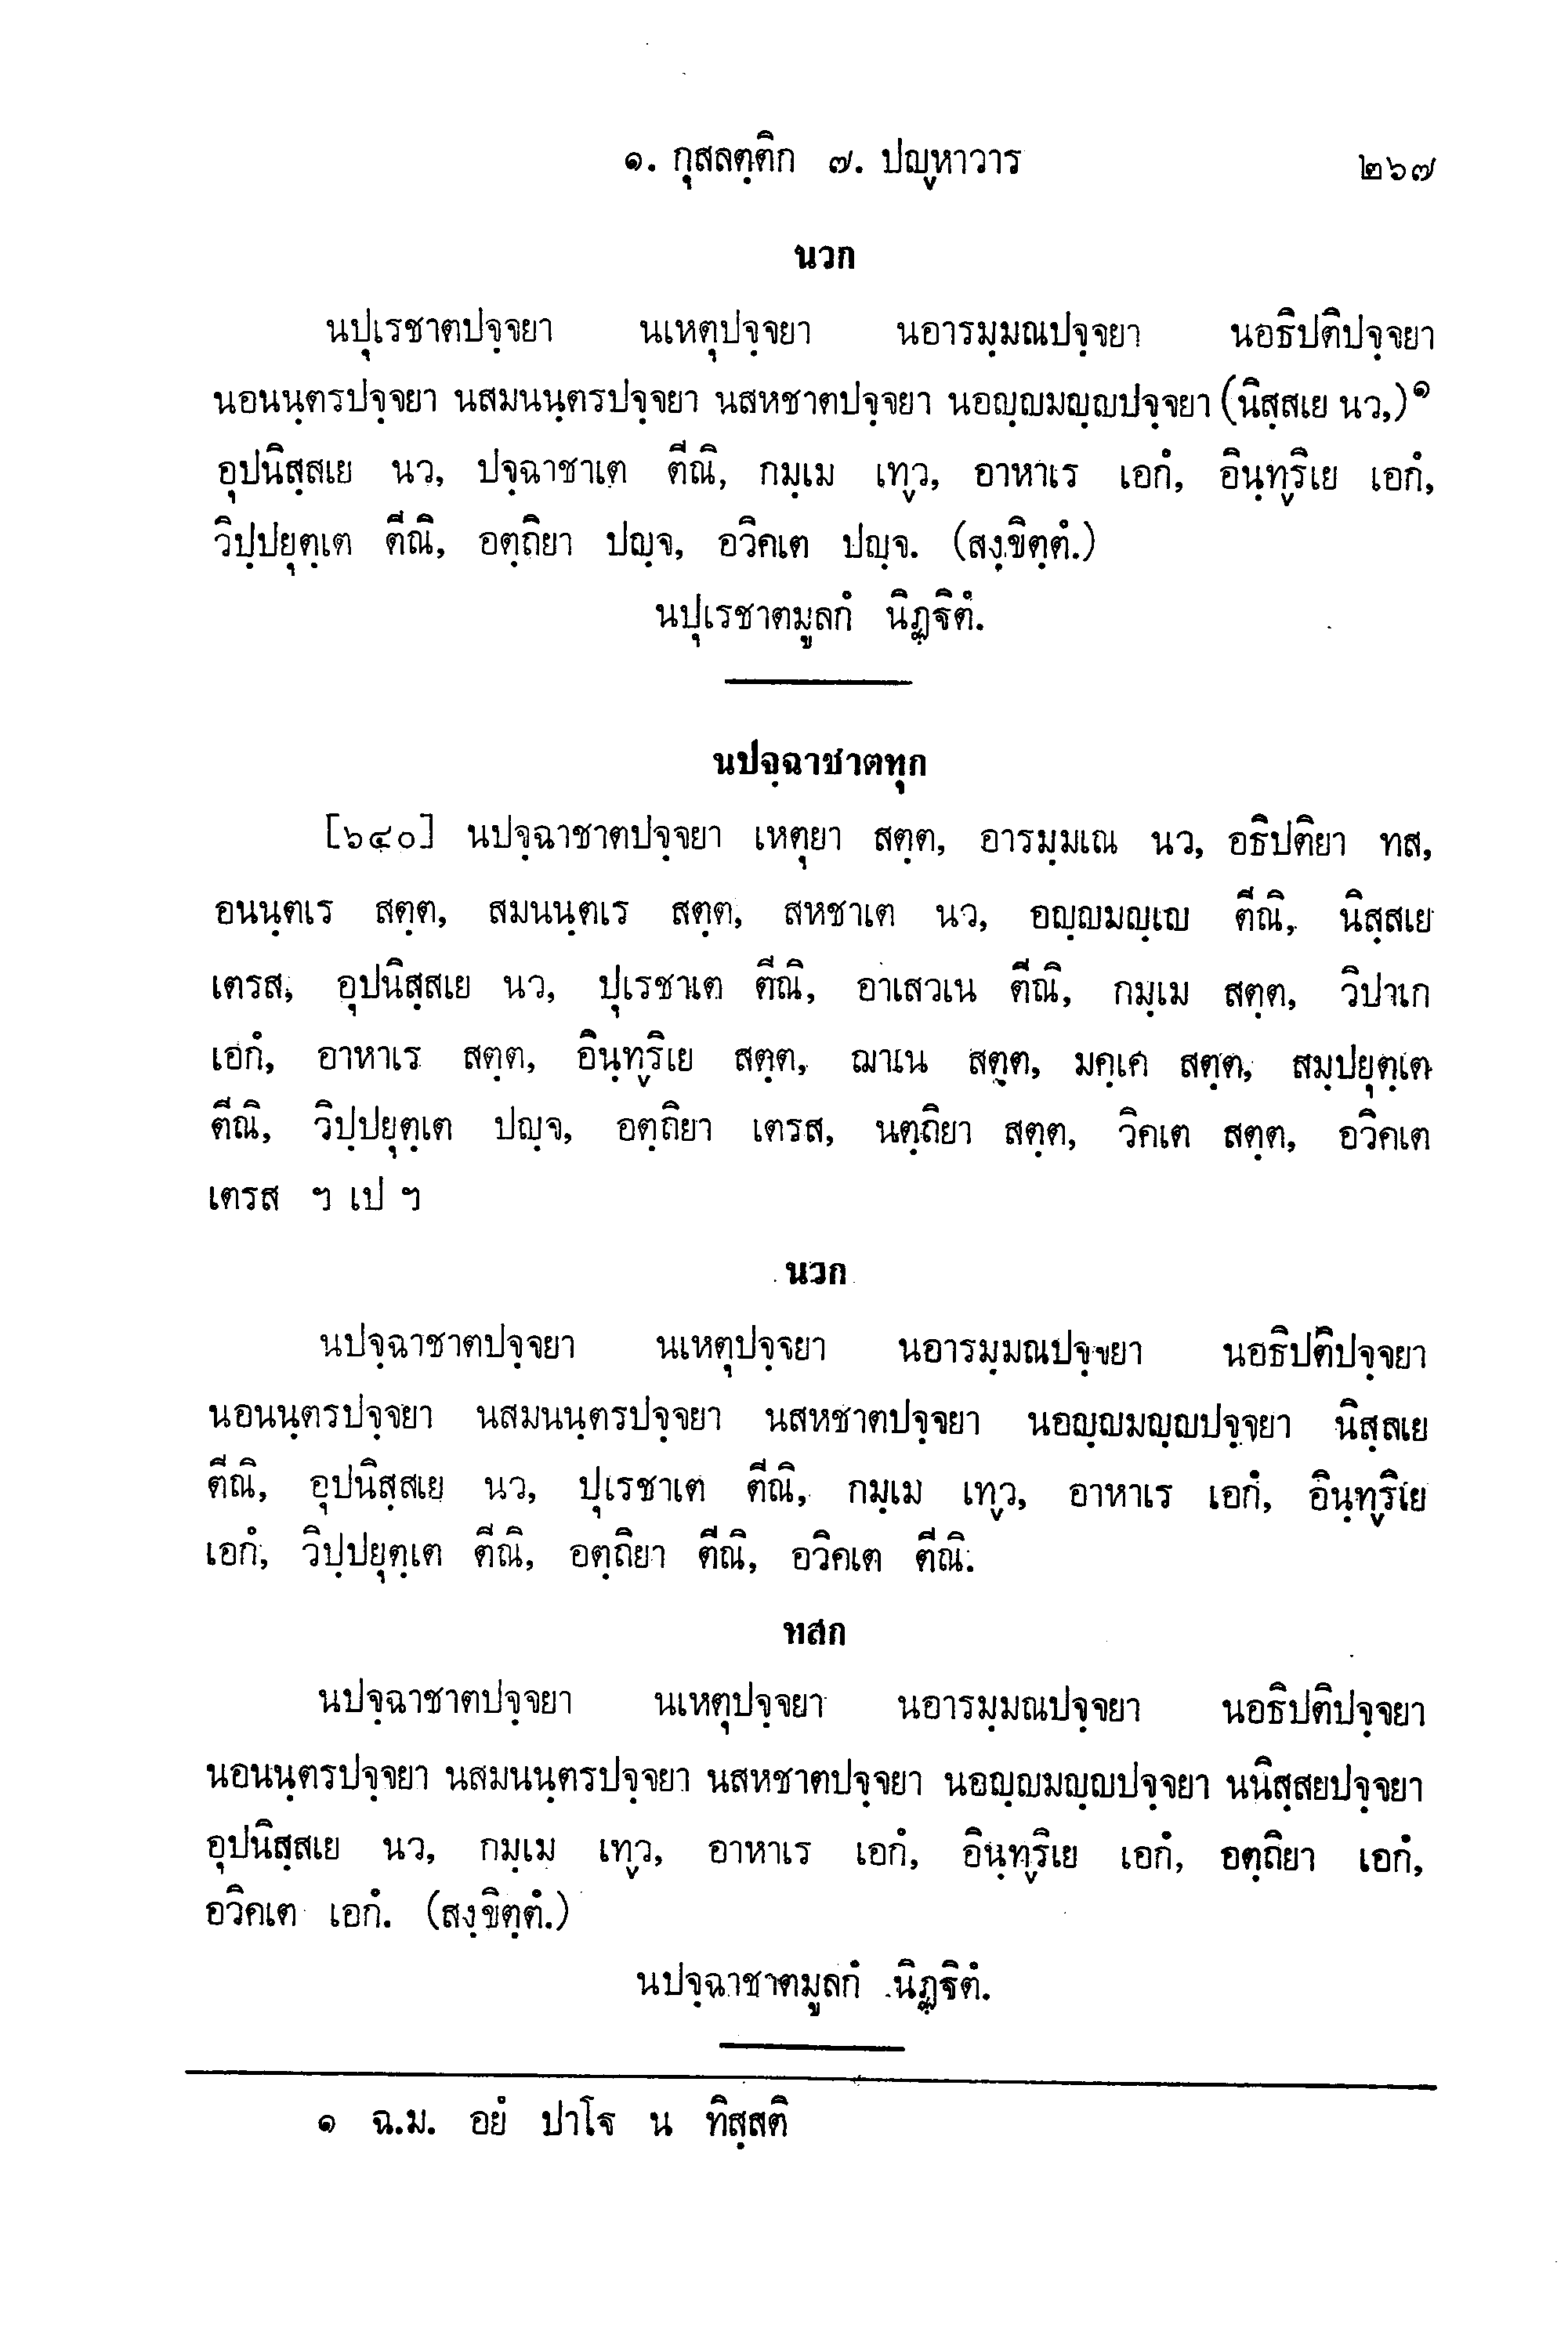 ๑. กุสลตฺติก ๗. ปญฺหาวาร ๒๖๗
นวก
นปุเรชาตปจฺจยา นเหตุปจฺจยา นอารมฺมณปจฺจยา นอธิปติปจฺจยา
นอนนฺตรปจฺจยา นสมนนฺตรปจฺจยา นสหชาตปจฺจยา นอญฺญมญฺญปจฺจยา (นิสฺสเย นว,)๑
อุปนิสฺสเย นว, ปจฺฉาชาเต ตีณิ, กมฺเม เทฺว, อาหาเร เอกํ, อินฺทฺริเย เอกํ,
วิปฺปยุตฺเต ตีณิ, อตฺถิยา ปญฺจ, อวิคเต ปญฺจ. (สงฺขิตฺตํ.)
นปุเรชาตมูลกํ นิฏฺฐิตํ.
นปจฺฉาชาตทุก
[๖๔๐] นปจฺฉาชาตปจฺจยา เหตุยา สตฺต, อารมฺมเณ นว, อธิปติยา ทส,
อนนฺตเร สตฺต, สมนนฺตเร สตฺต, สหชาเต นว, อญฺญมญฺเญ ตีณิ, นิสฺสเย
เตรส, อุปนิสฺสเย นว, ปุเรชาเต ตีณิ, อาเสวเน ตีณิ, กมฺเม สตฺต, วิปาเก
เอกํ, อาหาเร สตฺต, อินฺทฺริเย สตฺต, ฌาเน สตฺต, มคฺเค สตฺต, สมฺปยุตฺเต
ตีณิ, วิปฺปยุตฺเต ปญฺจ, อตฺถิยา เตรส, นตฺถิยา สตฺต, วิคเต สตฺต, อวิคเต
เตรส ฯ เป ฯ
นวก
นปจฺฉาชาตปจฺจยา นเหตุปจฺจยา นอารมฺมณปจฺจยา นอธิปติปจฺจยา
นอนนฺตรปจฺจยา นสมนนฺตรปจฺจยา นสหชาตปจฺจยา นอญฺญมญฺญปจฺจยา นิสฺสเย
ตีณิ, อุปนิสฺสเย นว, ปุเรชาเต ตีณิ, กมฺเม เทฺว, อาหาเร เอกํ, อินฺทฺริเย
เอกํ, วิปฺปยุตฺเต ตีณิ, อตฺถิยา ตีณิ, อวิคเต ตีณิ.
ทสก
นปจฺฉาชาตปจฺจยา นเหตุปจฺจยา นอารมฺมณปจฺจยา นอธิปติปจฺจยา
นอนนฺตรปจฺจยา นสมนนฺตรปจฺจยา นสหชาตปจฺจยา นอญฺญมญฺญปจฺจยา นนิสฺสยปจฺจยา
อุปนิสฺสเย นว, กมฺเม เทฺว, อาหาเร เอกํ, อินฺทฺริเย เอกํ, อตฺถิยา เอกํ,
อวิคเต เอกํ. (สงฺขิตฺตํ.)
นปจฺฉาชาตมูลกํ นิฏฺฐิตํ.
๑ ฉ.ม. อยํ ปาโฐ น ทิสฺสติ